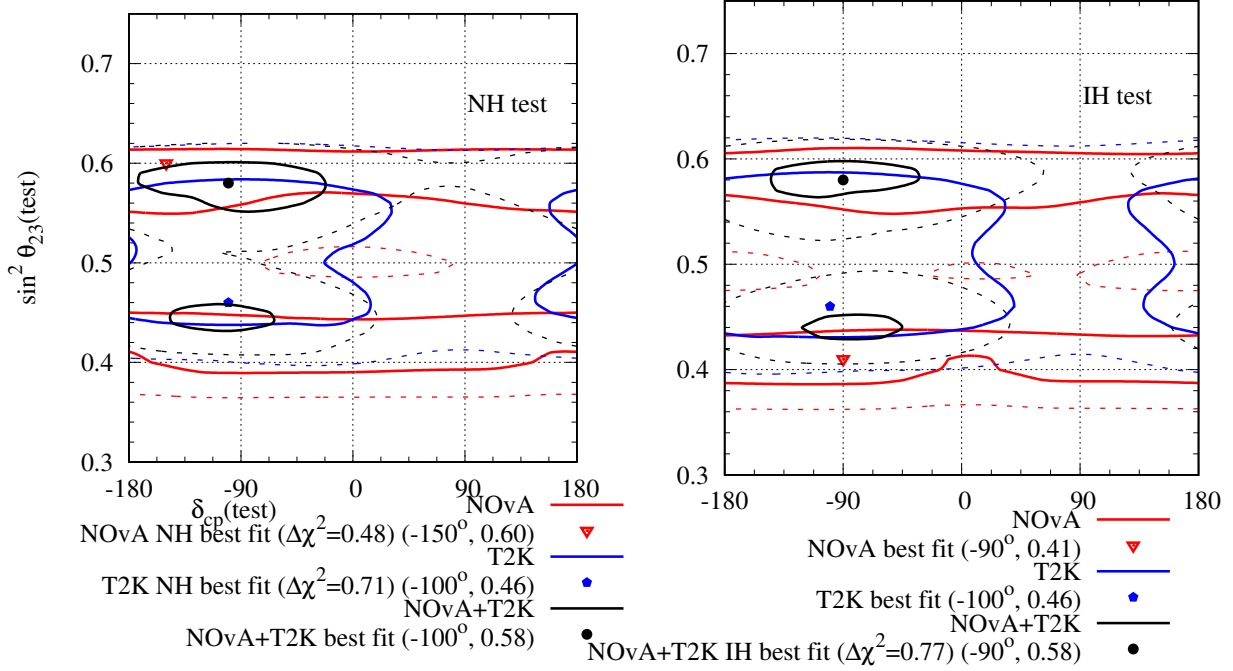 0.7
0.6
0.5
0.4
0.3
sin² θ₂₃(test)
NH test
-180
-90
0
90
180
δcp(test)
NOvA
NOvA NH best fit (Δχ²=0.48) (-150°, 0.60)
T2K
T2K NH best fit (Δχ²=0.71) (-100°, 0.46)
NOvA+T2K
NOvA+T2K best fit (-100°, 0.58)
0.7
0.6
0.5
0.4
0.3
IH test
-180
-90
0
90
180
NOvA
NOvA best fit (-90°, 0.41)
T2K
T2K best fit (-100°, 0.46)
NOvA+T2K
NOvA+T2K IH best fit (Δχ²=0.77) (-90°, 0.58)